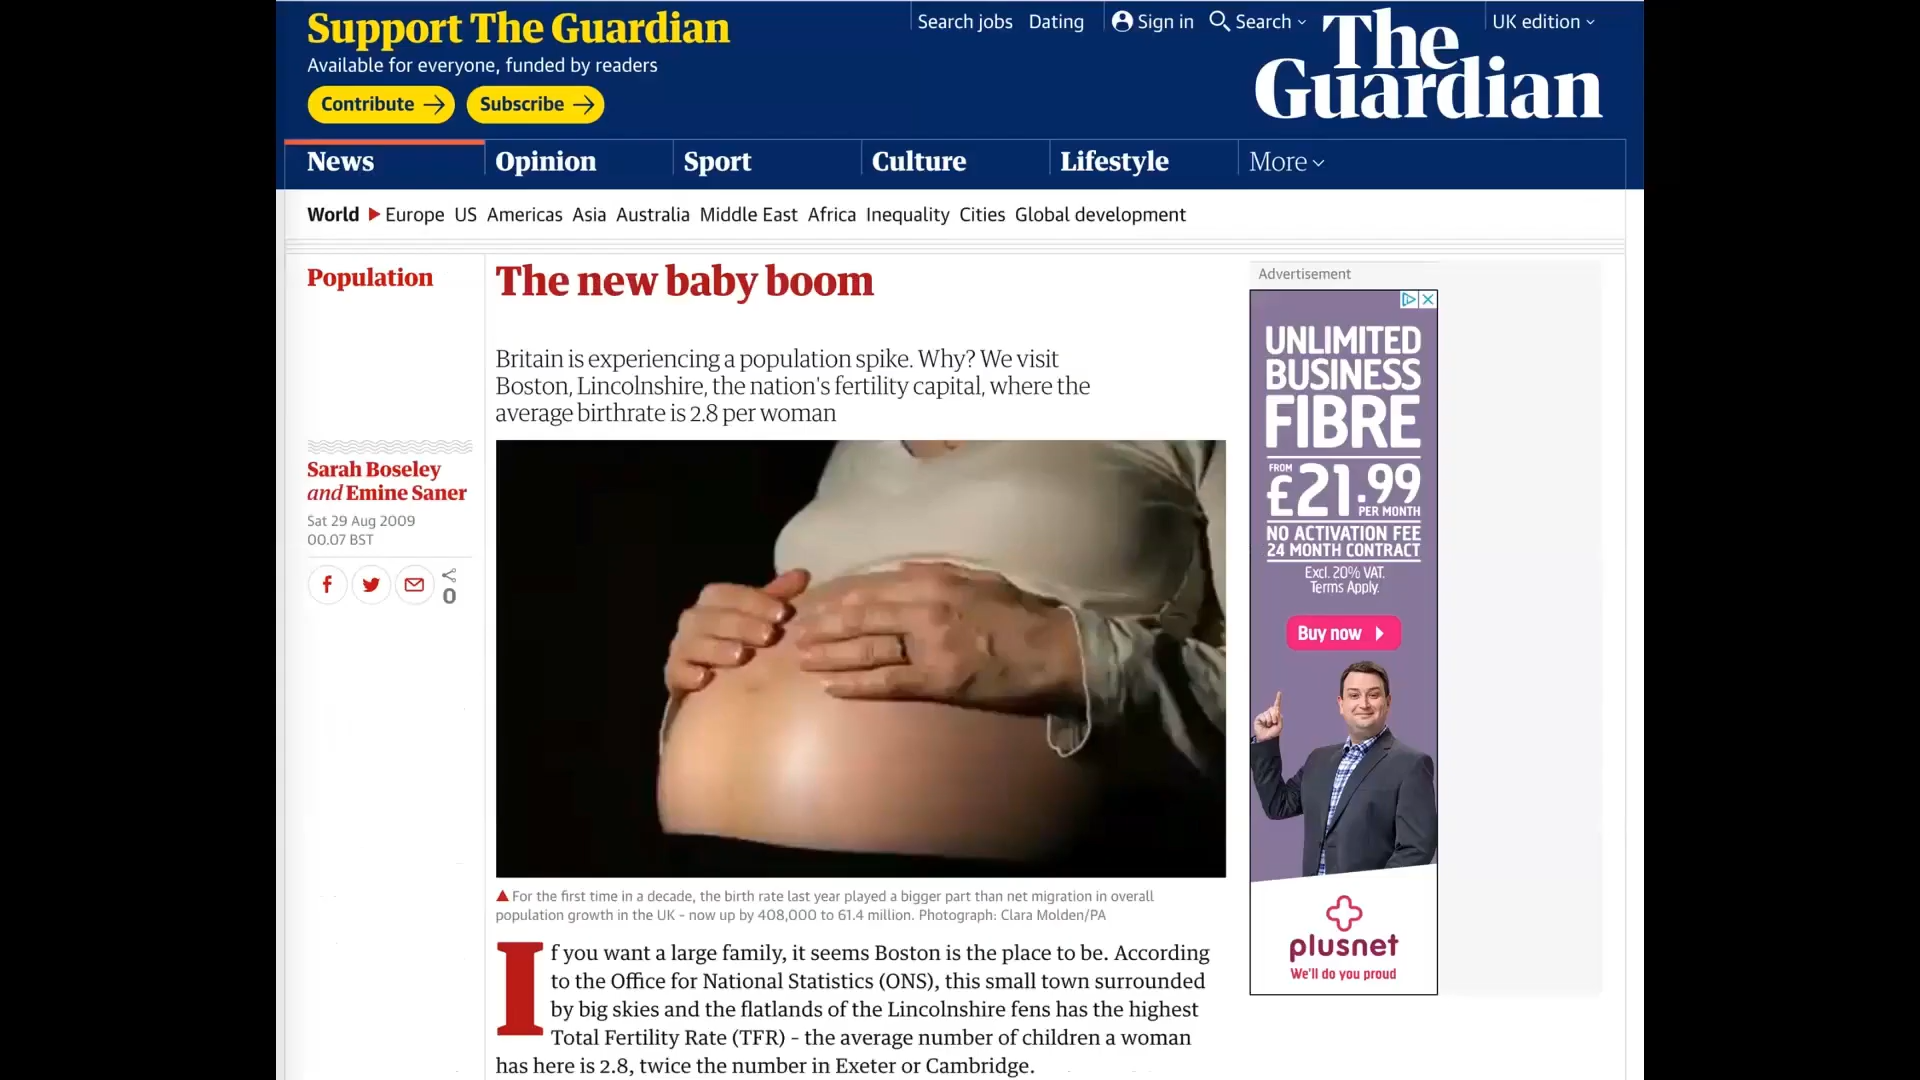 Support The Guardian
Available for everyone, funded by readers
Contribute
Subscribe
Search jobs Dating Sign in Search UK edition
The
Guardian
News Opinion Sport Culture Lifestyle More
World Europe US Americas Asia Australia Middle East Africa Inequality Cities Global development
Population
The new baby boom
Britain is experiencing a population spike. Why? We visit
Boston, Lincolnshire, the nation's fertility capital, where the
average birthrate is 2.8 per woman
Sarah Boseley
and Emine Saner
Sat 29 Aug 2009
00.07 BST
0
For the first time in a decade, the birth rate last year played a bigger part than net migration in overall
population growth in the UK - now up by 408,000 to 61.4 million. Photograph: Clara Molden/PA
If you want a large family, it seems Boston is the place to be. According
to the Office for National Statistics (ONS), this small town surrounded
by big skies and the flatlands of the Lincolnshire fens has the highest
Total Fertility Rate (TFR) – the average number of children a woman
has here is 2.8, twice the number in Exeter or Cambridge.
Advertisement
UNLIMITED
BUSINESS
FIBRE
FROM
£21.99
PER MONTH
NO ACTIVATION FEE
24 MONTH CONTRACT
Excl. 20% VAT.
Terms Apply.
Buy now
plusnet
We'll do you proud